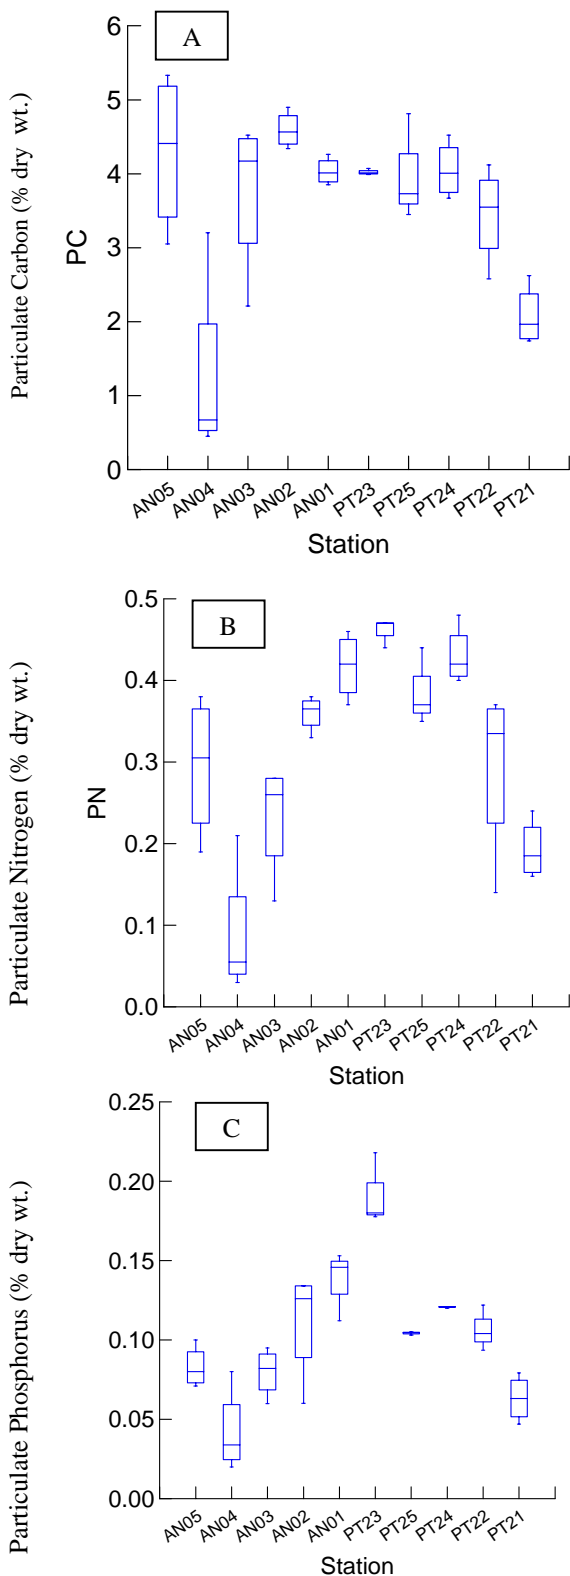 A
Particulate Carbon (% dry wt.)
PC
6
5
4
3
2
1
0
AN05 AN04 AN03 AN02 AN01 PT23 PT25 PT24 PT22 PT21
Station
B
Particulate Nitrogen (% dry wt.)
PN
0.5
0.4
0.3
0.2
0.1
0.0
AN05 AN04 AN03 AN02 AN01 PT23 PT25 PT24 PT22 PT21
Station
C
Particulate Phosphorus (% dry wt.)
0.25
0.20
0.15
0.10
0.05
0.00
AN05 AN04 AN03 AN02 AN01 PT23 PT25 PT24 PT22 PT21
Station